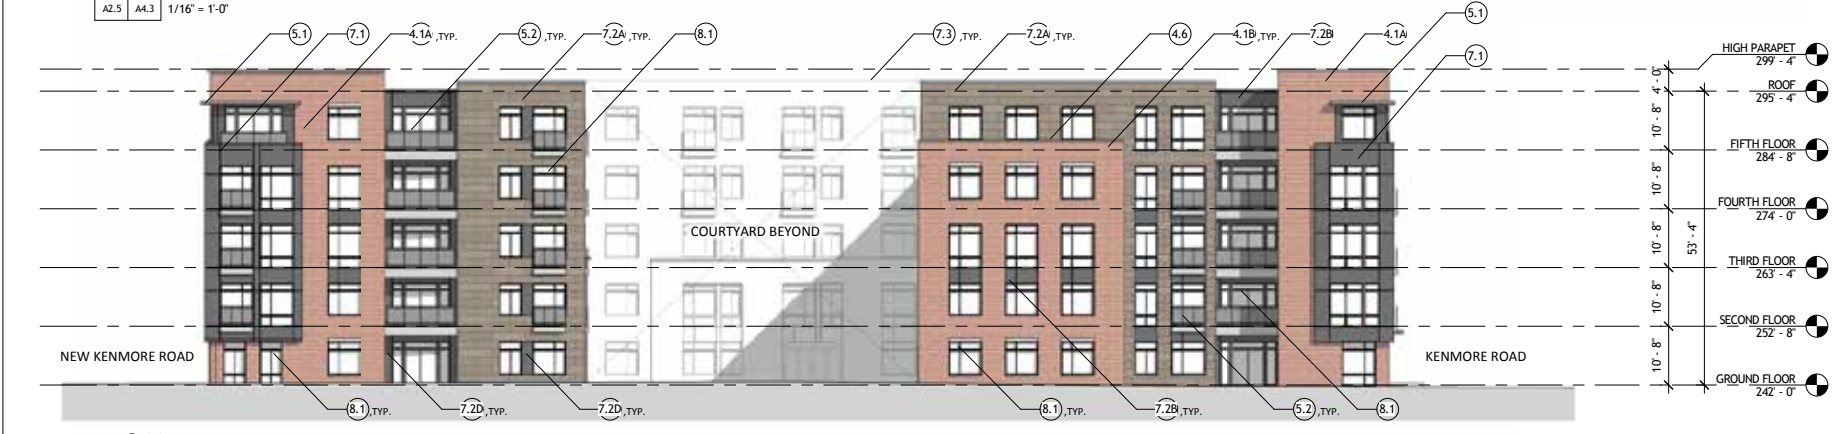 A2.5 A4.3 1/16" = 1'-0"
5.1
7.1
4.1A ,TYP.
5.2 ,TYP.
7.2A ,TYP.
8.1
7.3 ,TYP.
7.2A ,TYP.
4.6
4.1B ,TYP.
7.2B
4.1A
5.1
7.1
HIGH PARAPET
299' - 4"
4' - 0"
ROOF
295' - 4"
10' - 8"
FIFTH FLOOR
284' - 8"
10' - 8"
FOURTH FLOOR
274' - 0"
10' - 8"
53' - 4"
COURTYARD BEYOND
THIRD FLOOR
263' - 4"
10' - 8"
SECOND FLOOR
252' - 8"
10' - 8"
NEW KENMORE ROAD
KENMORE ROAD
GROUND FLOOR
242' - 0"
8.1 ,TYP.
7.2D ,TYP.
7.2D ,TYP.
8.1 ,TYP.
7.2B ,TYP.
5.2 ,TYP.
8.1